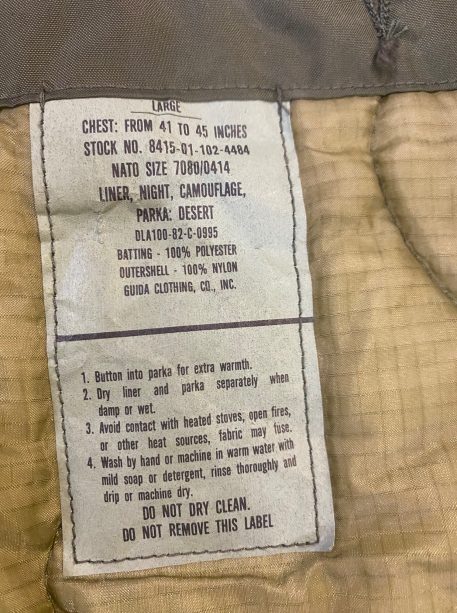 LARGE
CHEST: FROM 41 TO 45 INCHES
STOCK NO. 8415-01-102-4484
NATO SIZE 7080/0414
LINER, NIGHT, CAMOUFLAGE,
PARKA: DESERT
DLA100-82-C-0995
BATTING - 100% POLYESTER
OUTERSHELL - 100% NYLON
GUIDA CLOTHING, CO., INC.
1. Button into parka for extra warmth.
2. Dry liner and parka separately when
damp or wet.
3. Avoid contact with heated stoves, open fires,
or other heat sources, fabric may fuse.
4. Wash by hand or machine in warm water with
mild soap or detergent, rinse thoroughly and
drip or machine dry.
DO NOT DRY CLEAN.
DO NOT REMOVE THIS LABEL